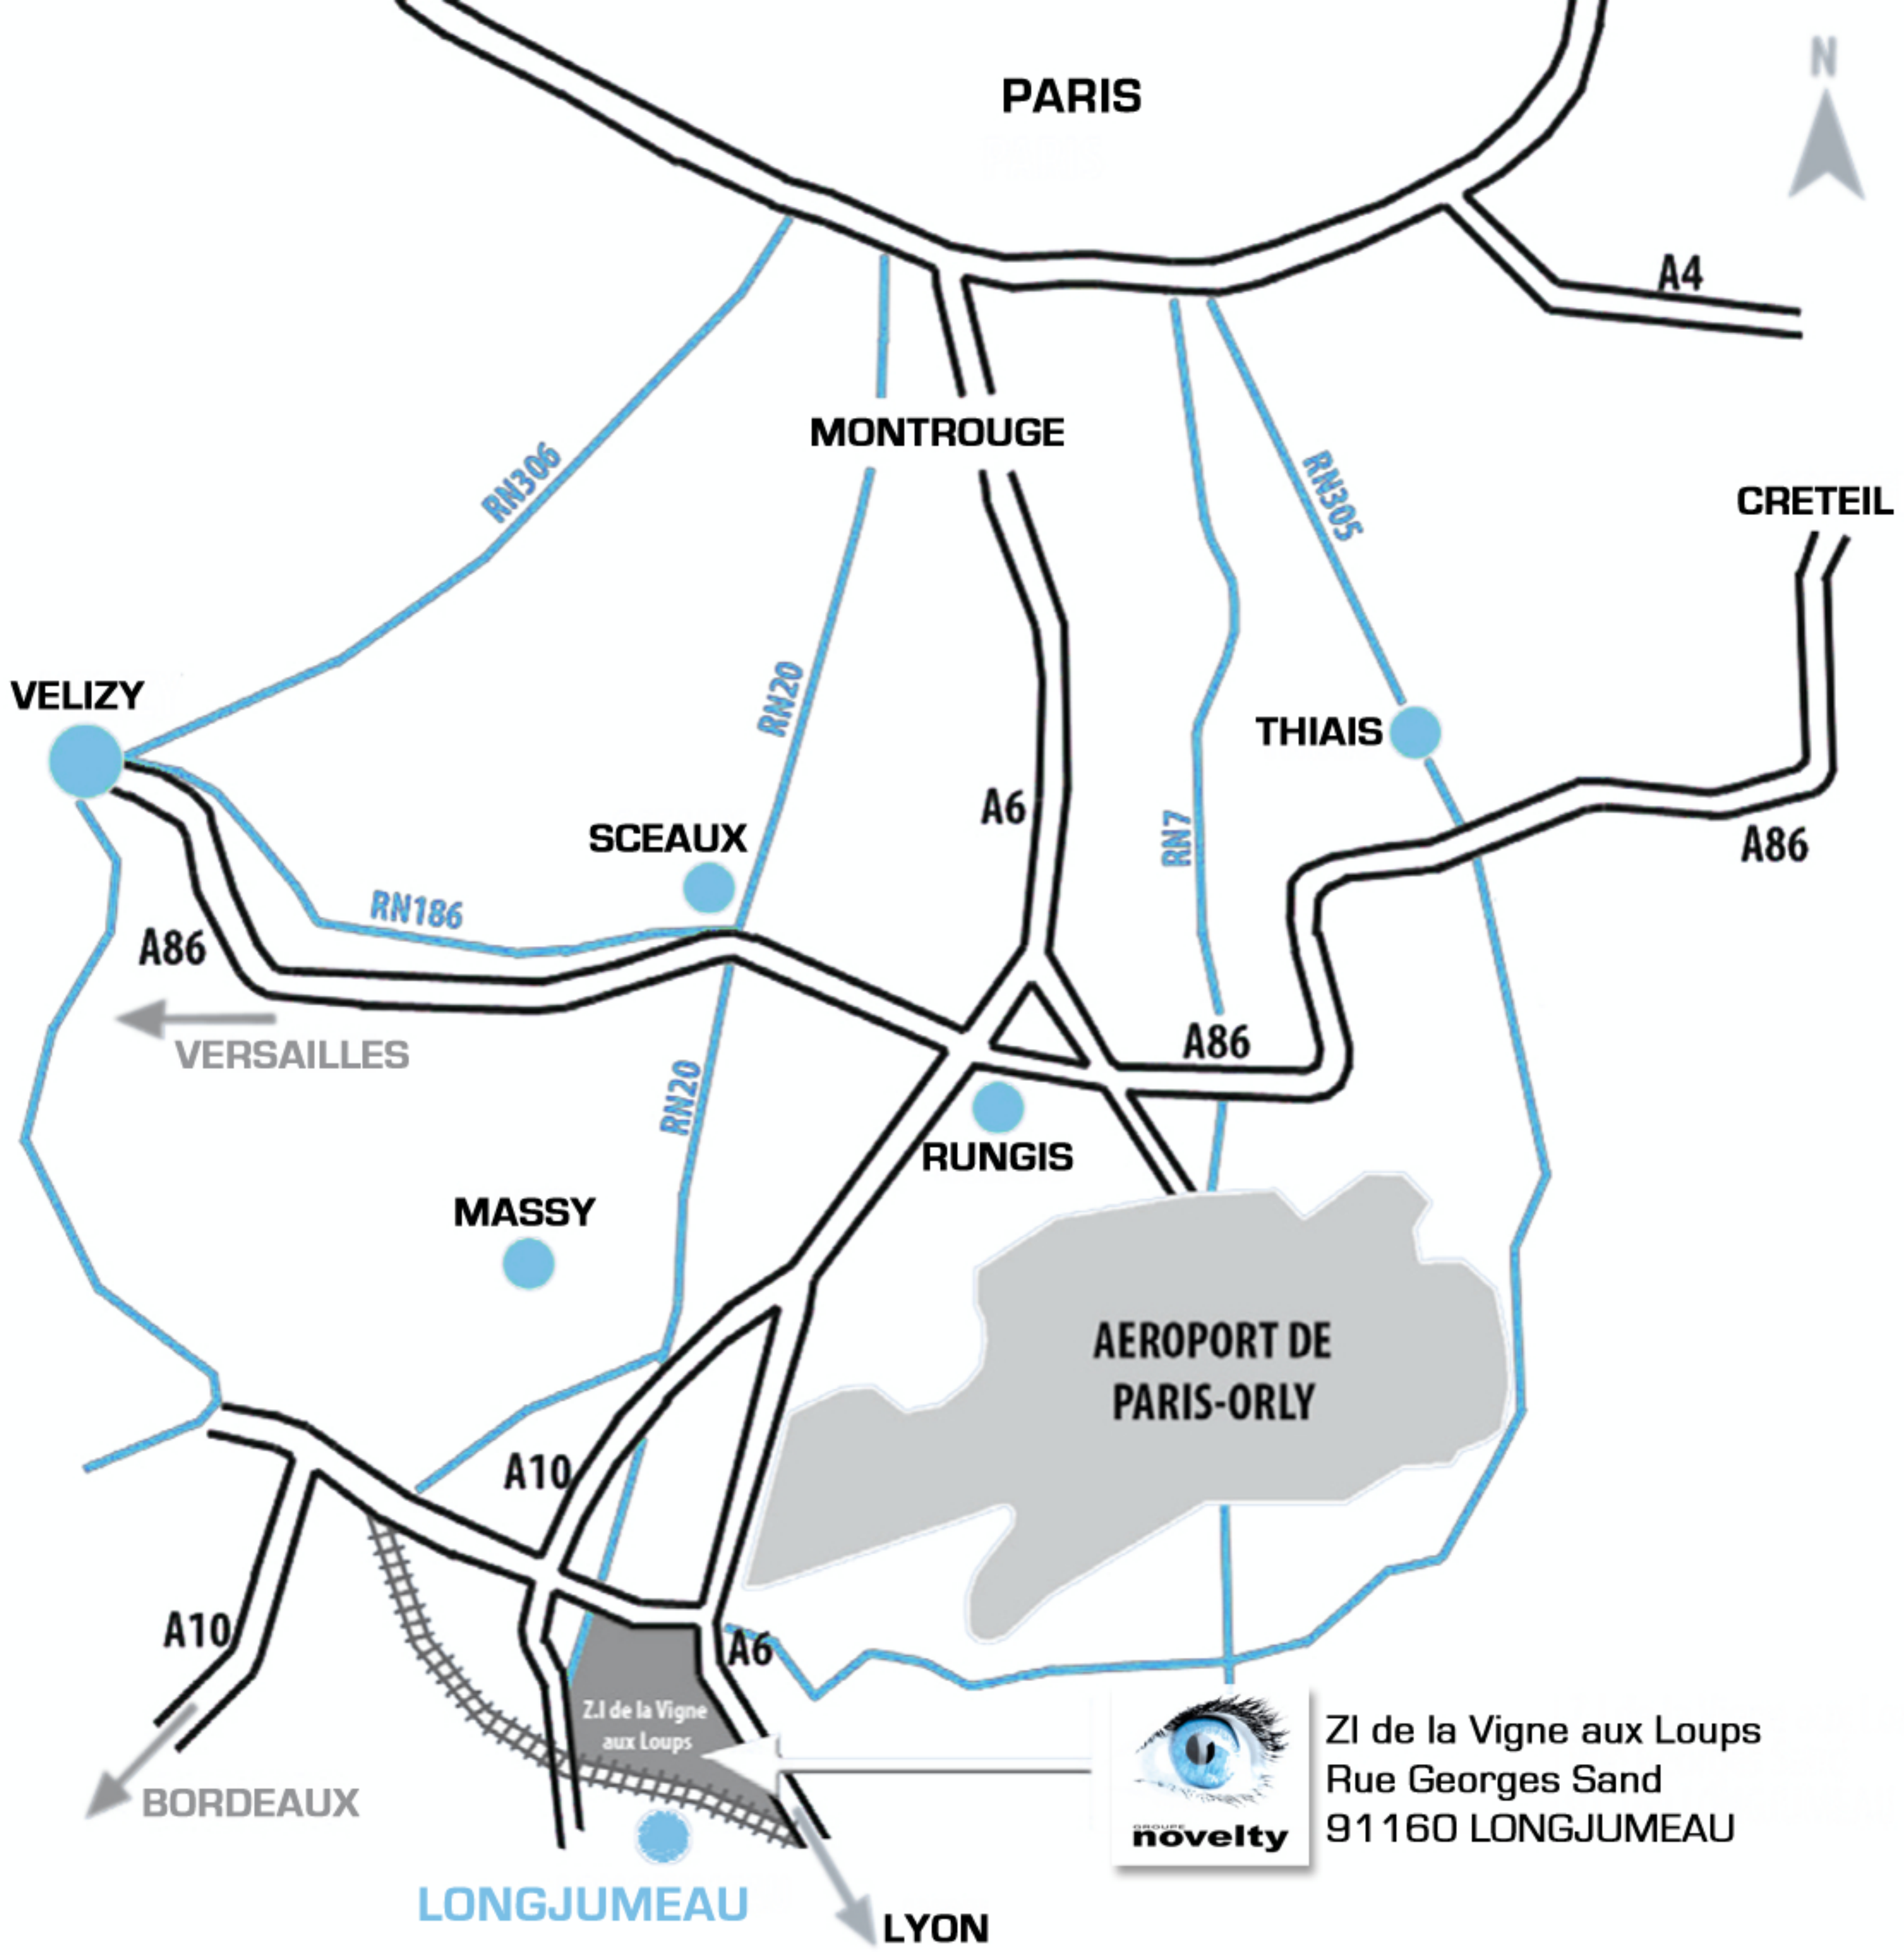 PARIS
N
A4
MONTROUGE
RN306
RN305
CRETEIL
RN20
VELIZY
THIAIS
A6
SCEAUX
RN7
A86
RN186
A86
A86
VERSAILLES
RN20
RUNGIS
MASSY
AEROPORT DE
PARIS-ORLY
A10
A10
A6
Z.I de la Vigne
aux Loups
ZI de la Vigne aux Loups
Rue Georges Sand
91160 LONGJUMEAU
GROUPE
novelty
BORDEAUX
LONGJUMEAU
LYON